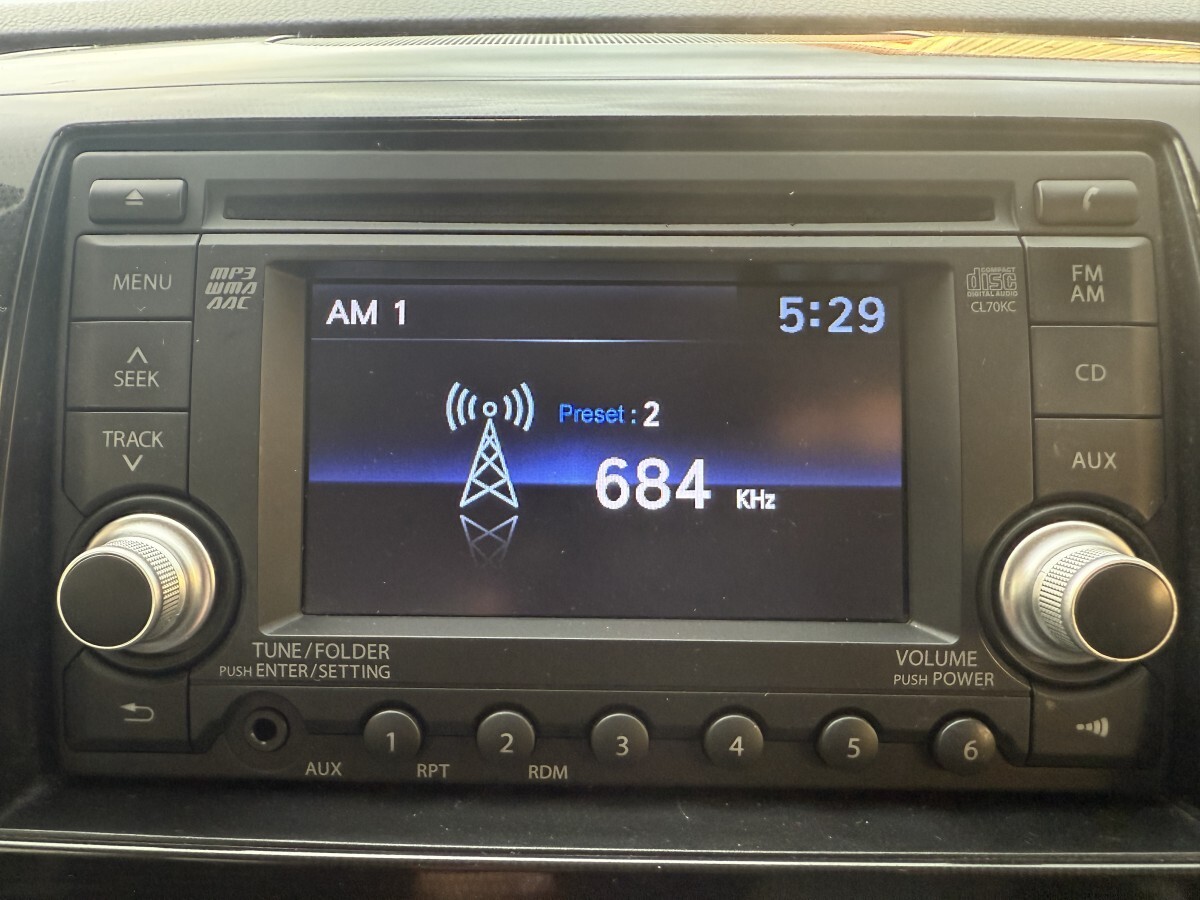 MENU
MP3
WMA
AAC
COMPACT
disc
DIGITAL AUDIO
CL70KC
FM
AM
AM 1
5:29
SEEK
CD
Preset : 2
TRACK
AUX
684 KHz
TUNE/FOLDER
PUSH ENTER/SETTING
VOLUME
PUSH POWER
1
2
3
4
5
6
AUX
RPT
RDM